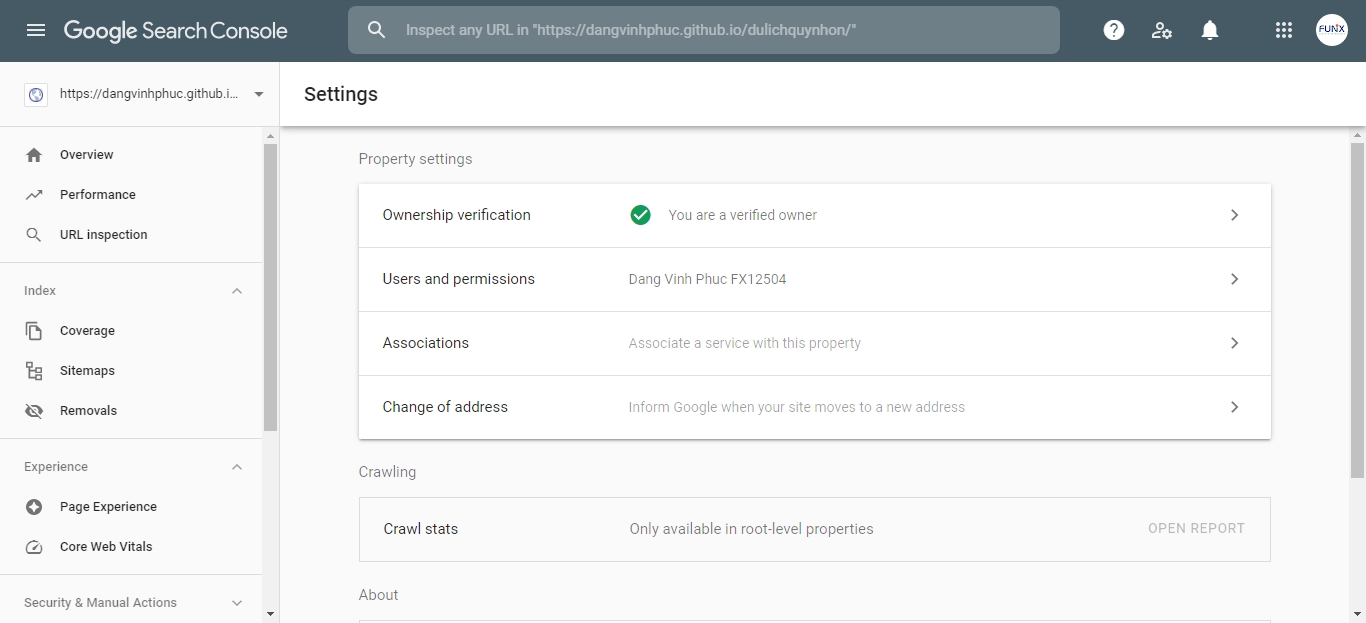 Google Search Console
Inspect any URL in "https://dangvinhphuc.github.io/dulichquynhon/"
FUNiX
https://dangvinhphuc.github.i...
Settings
Overview
Performance
URL inspection
Index
Coverage
Sitemaps
Removals
Experience
Page Experience
Core Web Vitals
Security & Manual Actions
Property settings
Ownership verification
You are a verified owner
Users and permissions
Dang Vinh Phuc FX12504
Associations
Associate a service with this property
Change of address
Inform Google when your site moves to a new address
Crawling
Crawl stats
Only available in root-level properties
OPEN REPORT
About